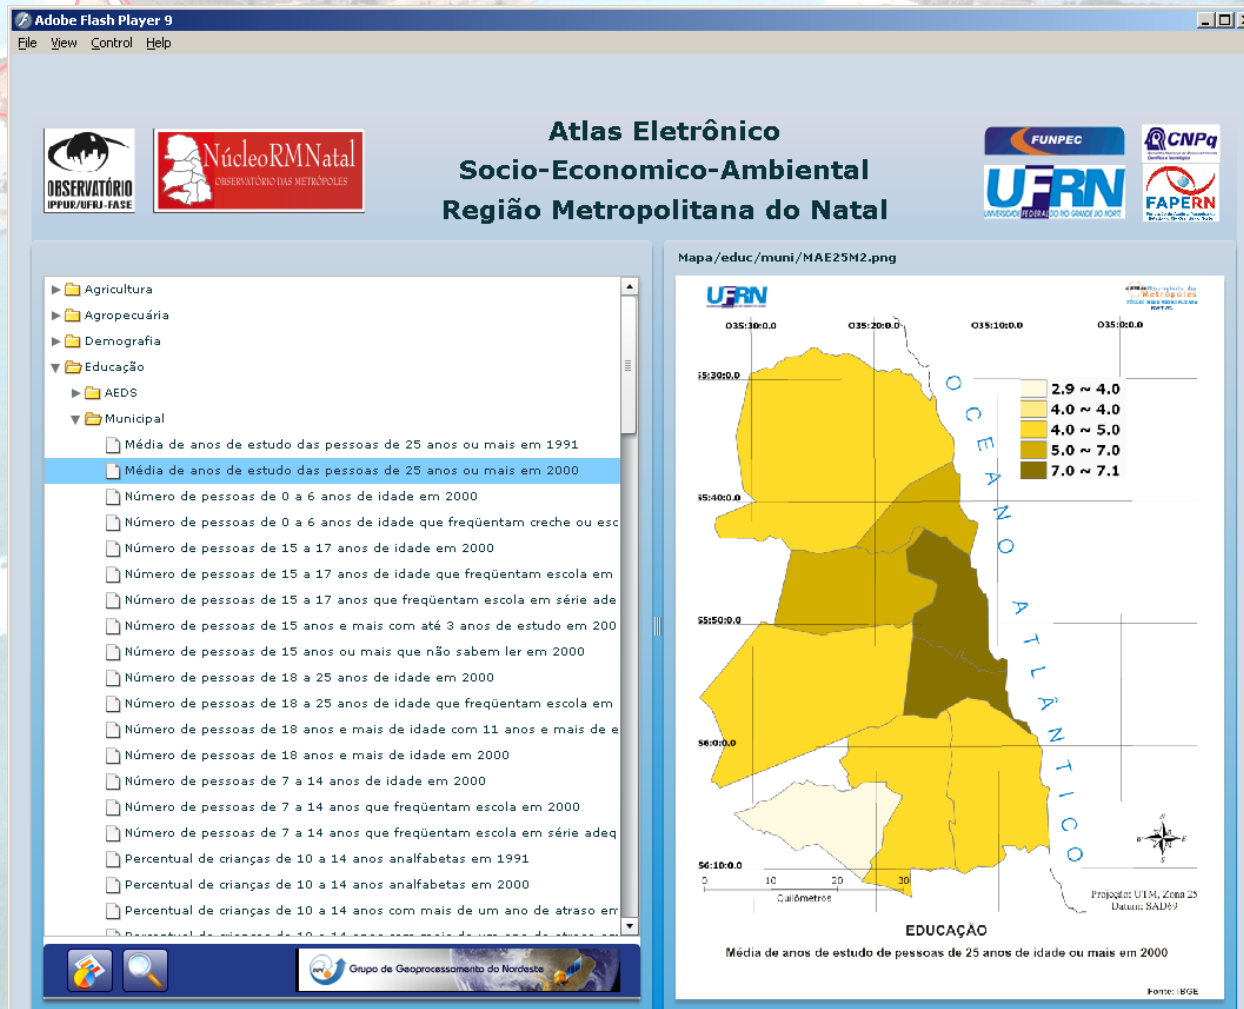 Adobe Flash Player 9
File View Control Help
OBSERVATÓRIO
IPPUR/UFRJ-FASE
NúcleoRMNatal
OBSERVATÓRIO DAS METRÓPOLES
Atlas Eletrônico
Socio-Economico-Ambiental
Região Metropolitana do Natal
FUNPEC
UFRN
UNIVERSIDADE FEDERAL DO RIO GRANDE DO NORTE
CNPq
FAPERN
Agricultura
Agropecuária
Demografia
Educação
AEDS
Municipal
Média de anos de estudo das pessoas de 25 anos ou mais em 1991
Média de anos de estudo das pessoas de 25 anos ou mais em 2000
Número de pessoas de 0 a 6 anos de idade em 2000
Número de pessoas de 0 a 6 anos de idade que freqüentam creche ou esc
Número de pessoas de 15 a 17 anos de idade em 2000
Número de pessoas de 15 a 17 anos de idade que freqüentam escola em
Número de pessoas de 15 a 17 anos que freqüentam escola em série ade
Número de pessoas de 15 anos e mais com até 3 anos de estudo em 200
Número de pessoas de 15 anos ou mais que não sabem ler em 2000
Número de pessoas de 18 a 25 anos de idade em 2000
Número de pessoas de 18 a 25 anos de idade que freqüentam escola em
Número de pessoas de 18 anos e mais de idade com 11 anos e mais de e
Número de pessoas de 18 anos e mais de idade em 2000
Número de pessoas de 7 a 14 anos de idade em 2000
Número de pessoas de 7 a 14 anos que freqüentam escola em 2000
Número de pessoas de 7 a 14 anos que freqüentam escola em série adeq
Percentual de crianças de 10 a 14 anos analfabetas em 1991
Percentual de crianças de 10 a 14 anos analfabetas em 2000
Percentual de crianças de 10 a 14 anos com mais de um ano de atraso em
Grupo de Geoprocessamento do Nordeste
Mapa/educ/muni/MAE25M2.png
UFRN
Metrópoles
O35:30:0.0 O35:20:0.0 O35:10:0.0 O35:0:0.0
S5:30:0.0
S5:40:0.0
S5:50:0.0
S6:0:0.0
S6:10:0.0
2.9 ~ 4.0
4.0 ~ 4.0
4.0 ~ 5.0
5.0 ~ 7.0
7.0 ~ 7.1
OCEANO ATLÂNTICO
N
W E
S
0 10 20 30
Quilômetros
Projeção: UTM, Zona 25
Datum: SAD69
EDUCAÇÃO
Média de anos de estudo de pessoas de 25 anos de idade ou mais em 2000
Fonte: IBGE